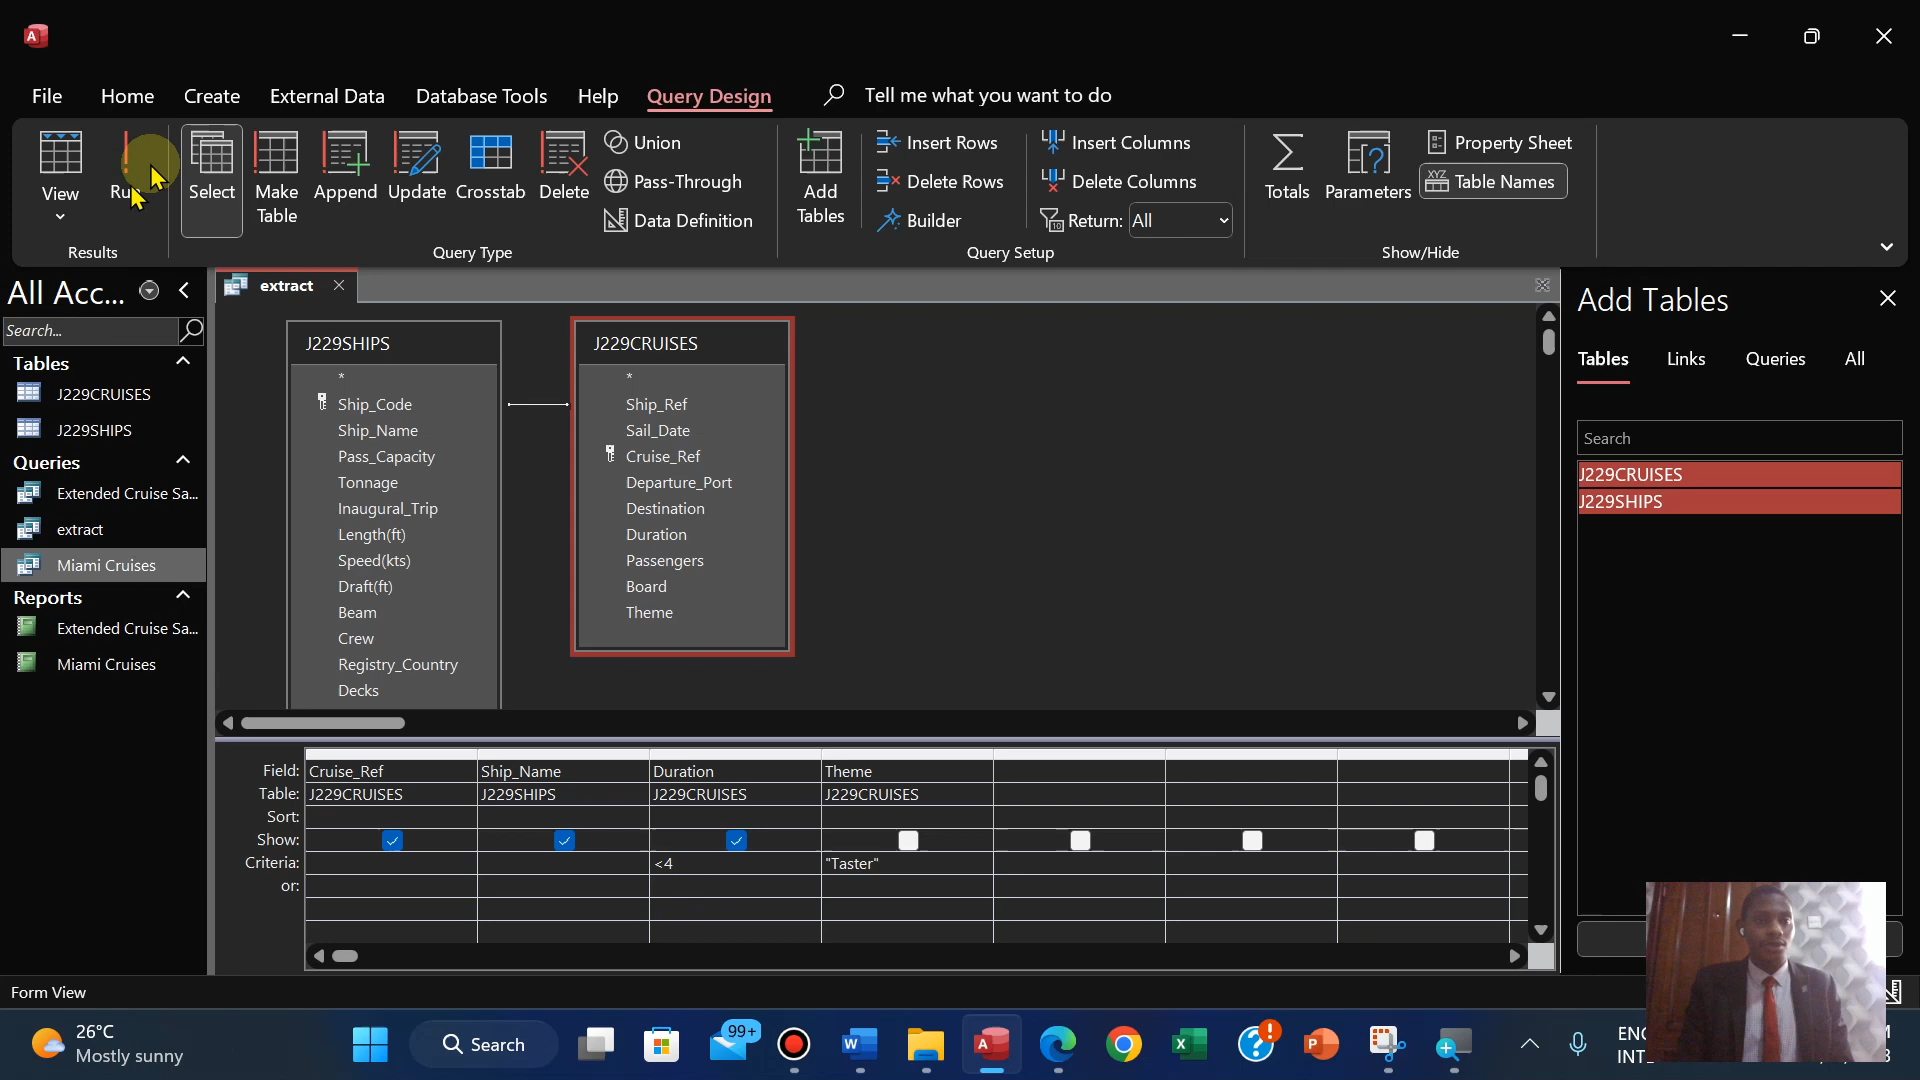 File Home Create External Data Database Tools Help Query Design Tell me what you want to do
View
Select
Make Table
Append
Update
Crosstab
Delete
Union
Pass-Through
Data Definition
Add Tables
Insert Rows
Delete Rows
Builder
Insert Columns
Delete Columns
Return: All
Totals
Parameters
Property Sheet
XYZ Table Names
Results Query Type Query Setup Show/Hide
All Acc...
Search...
Tables
J229CRUISES
J229SHIPS
Queries
Extended Cruise Sa...
extract
Miami Cruises
Reports
Extended Cruise Sa...
Miami Cruises
extract
J229SHIPS
*
Ship_Code
Ship_Name
Pass_Capacity
Tonnage
Inaugural_Trip
Length(ft)
Speed(kts)
Draft(ft)
Beam
Crew
Registry_Country
Decks
J229CRUISES
*
Ship_Ref
Sail_Date
Cruise_Ref
Departure_Port
Destination
Duration
Passengers
Board
Theme
Field: Cruise_Ref Ship_Name Duration Theme
Table: J229CRUISES J229SHIPS J229CRUISES J229CRUISES
Sort:
Show:
Criteria: <4 "Taster"
or:
Add Tables
Tables Links Queries All
Search
J229CRUISES
J229SHIPS
Form View
26°C
Mostly sunny
Search
99+